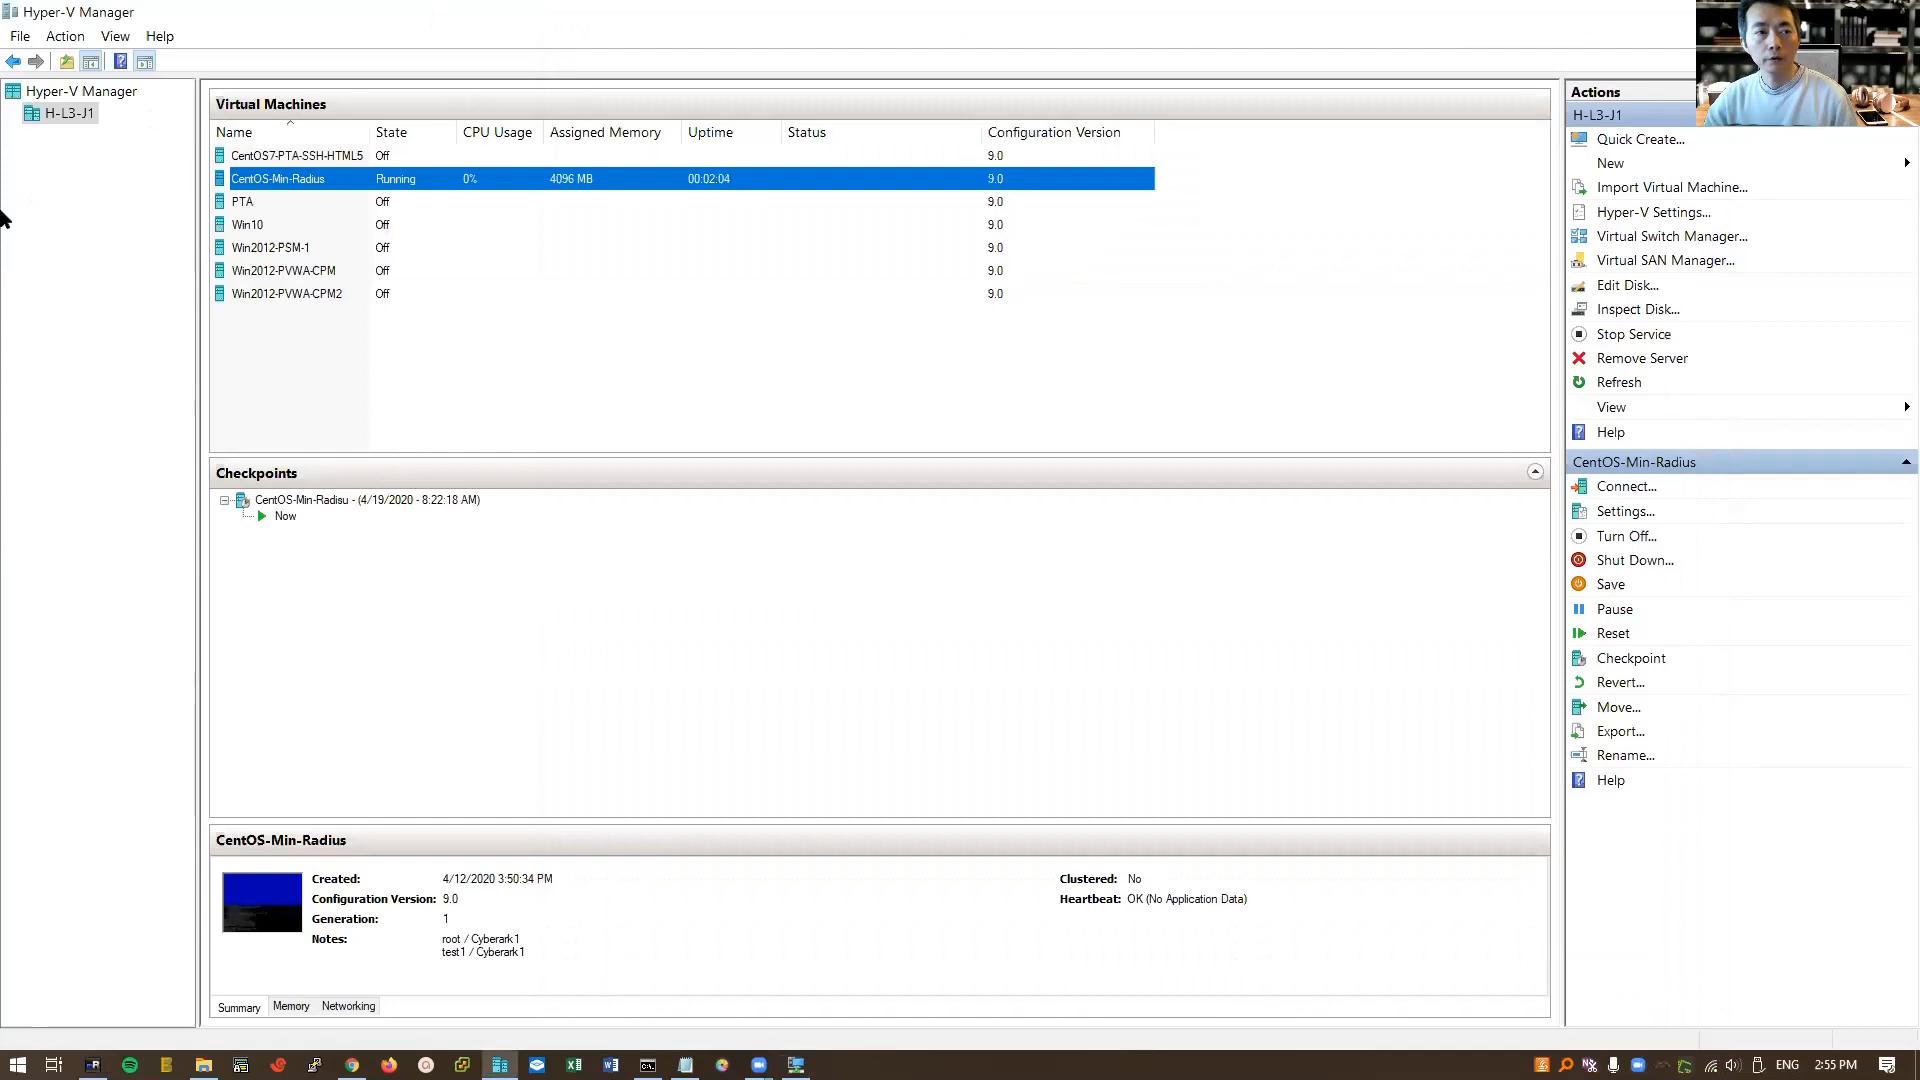 Hyper-V Manager
File Action View Help
Hyper-V Manager
H-L3-J1
Virtual Machines
Name State CPU Usage Assigned Memory Uptime Status Configuration Version
CentOS7-PTA-SSH-HTML5 Off 9.0
CentOS-Min-Radius Running 0% 4096 MB 00:02:04 9.0
PTA Off 9.0
Win10 Off 9.0
Win2012-PSM-1 Off 9.0
Win2012-PVWA-CPM Off 9.0
Win2012-PVWA-CPM2 Off 9.0
Checkpoints
CentOS-Min-Radisu - (4/19/2020 - 8:22:18 AM)
Now
CentOS-Min-Radius
Created: 4/12/2020 3:50:34 PM Clustered: No
Configuration Version: 9.0 Heartbeat: OK (No Application Data)
Generation: 1
Notes: root / Cyberark1
test1 / Cyberark1
Summary Memory Networking
Actions
H-L3-J1
Quick Create...
New
Import Virtual Machine...
Hyper-V Settings...
Virtual Switch Manager...
Virtual SAN Manager...
Edit Disk...
Inspect Disk...
Stop Service
Remove Server
Refresh
View
Help
CentOS-Min-Radius
Connect...
Settings...
Turn Off...
Shut Down...
Save
Pause
Reset
Checkpoint
Revert...
Move...
Export...
Rename...
Help
ENG 2:55 PM